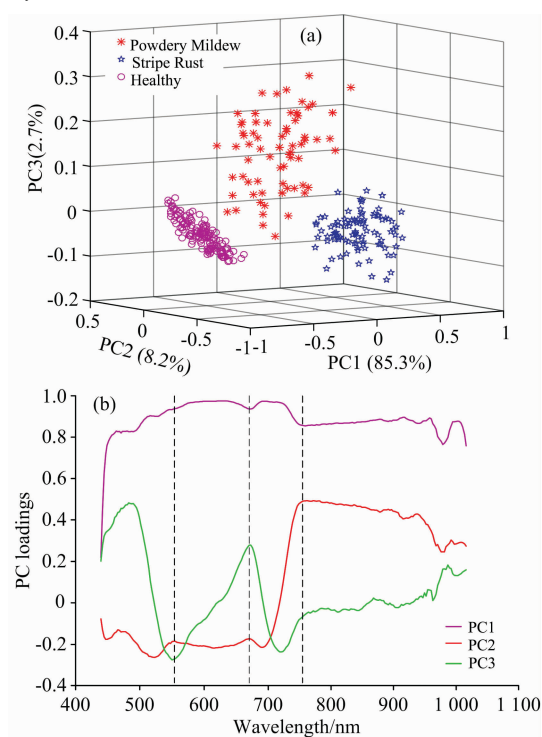 0.4
(a)
Powdery Mildew
Stripe Rust
Healthy
0.3
0.2
0.1
0
-0.1
-0.2
PC3(2.7%)
0.5
0
-0.5
-1
PC2 (8.2%)
-1
-0.5
0
0.5
1
PC1 (85.3%)
1.0
(b)
0.8
0.6
0.4
0.2
0
-0.2
-0.4
PC loadings
PC1
PC2
PC3
400
500
600
700
800
900
1 000
1 100
Wavelength/nm